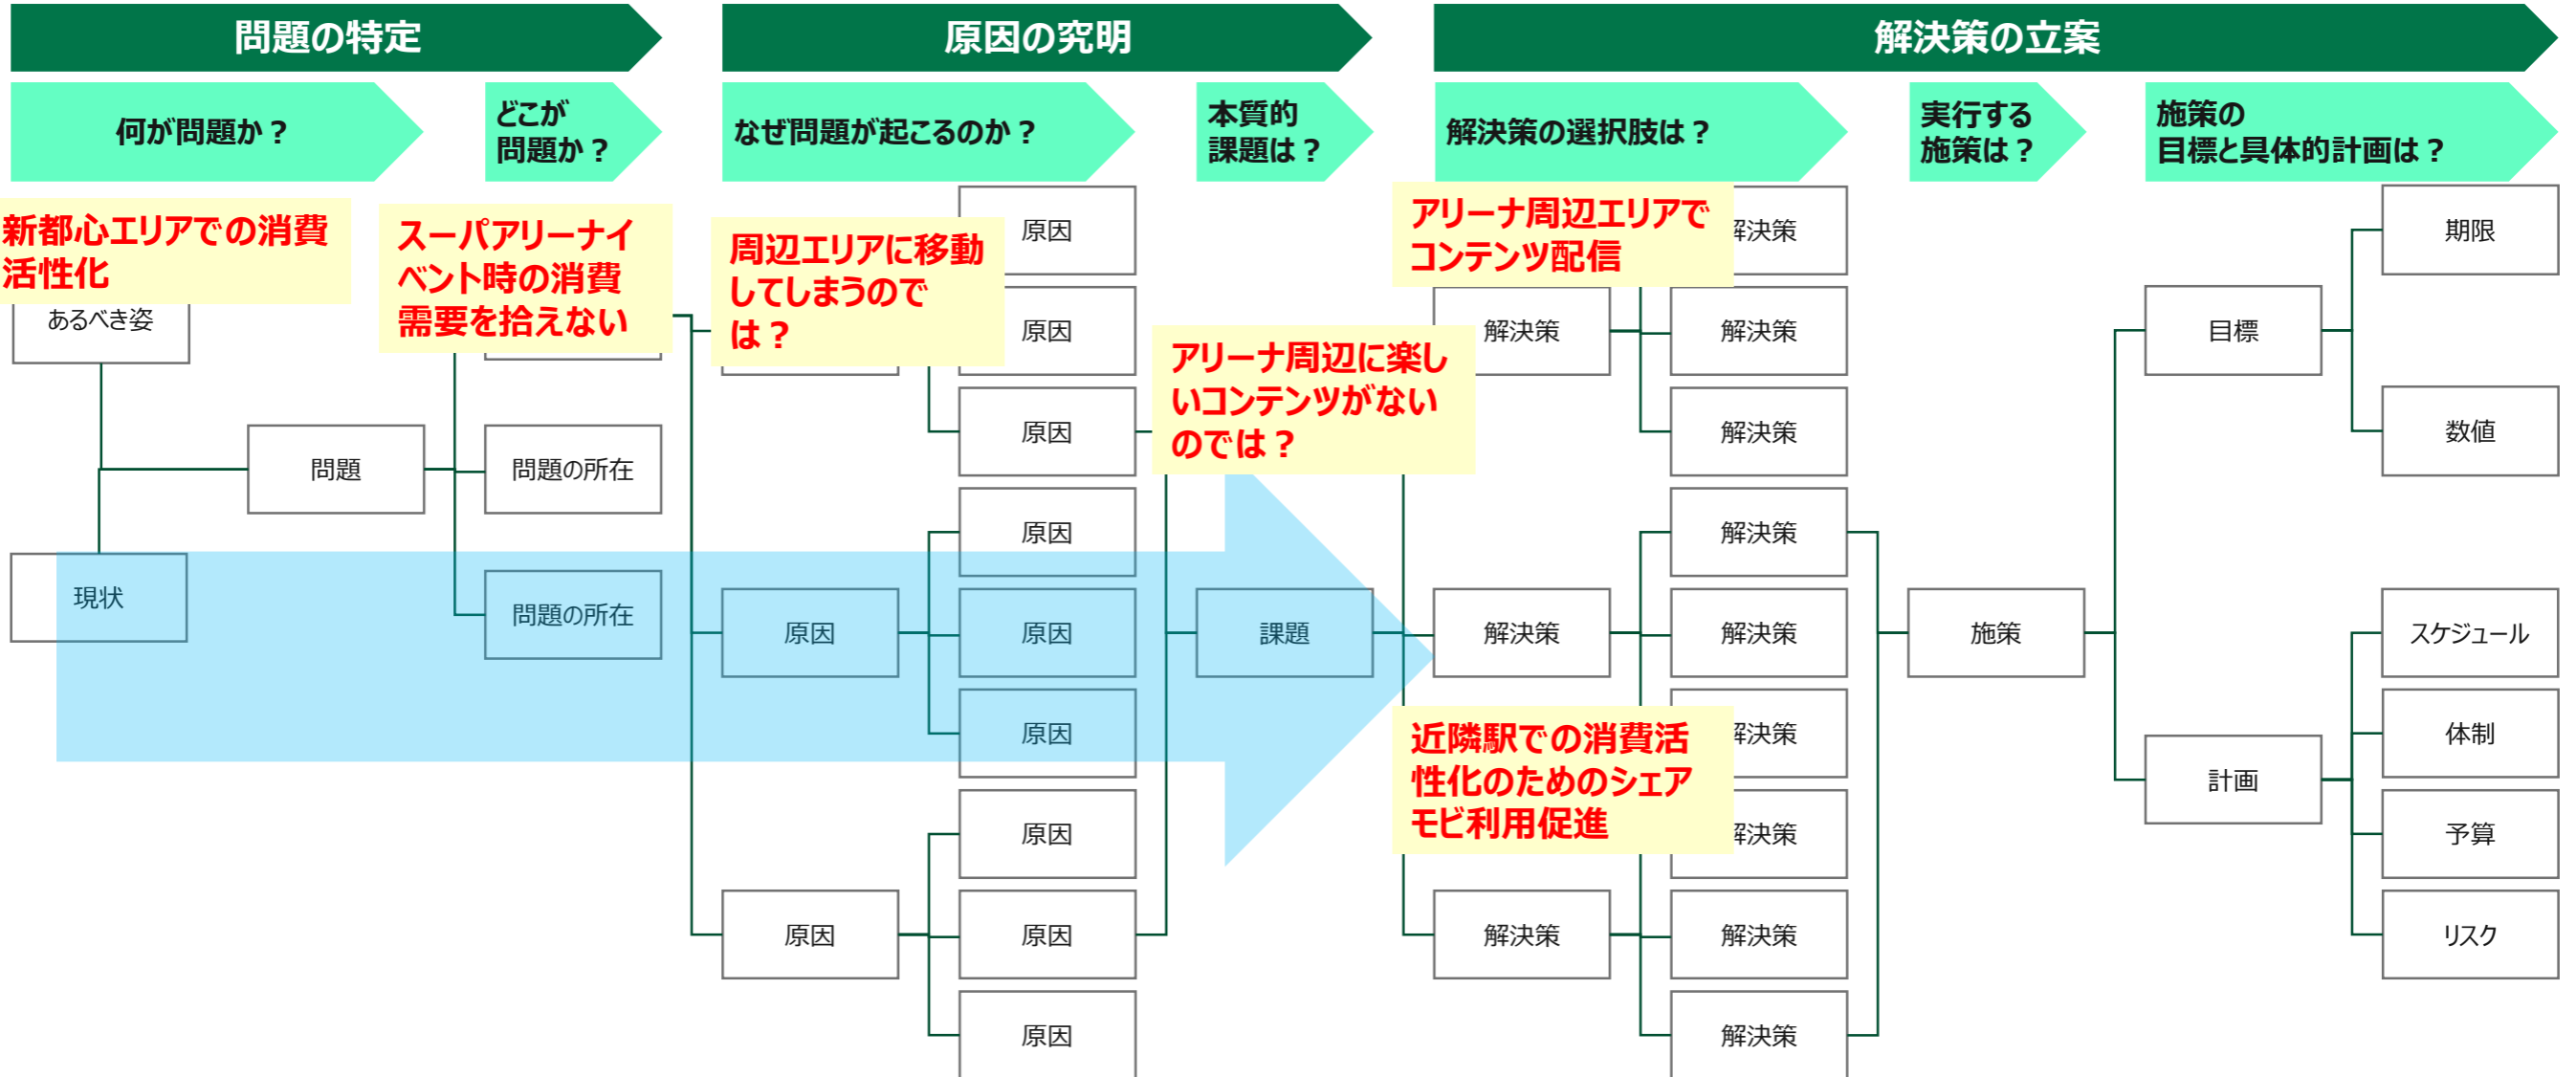 問題の特定
原因の究明
解決策の立案
何が問題か？
どこが
問題か？
なぜ問題が起こるのか？
本質的
課題は？
解決策の選択肢は？
実行する
施策は？
施策の
目標と具体的計画は？
新都心エリアでの消費
活性化
あるべき姿
現状
問題
スーパアリーナイ
ベント時の消費
需要を拾えない
問題の所在
問題の所在
周辺エリアに移動
してしまうので
は？
原因
原因
原因
原因
原因
原因
原因
原因
原因
原因
原因
アリーナ周辺に楽し
いコンテンツがない
のでは？
課題
アリーナ周辺エリアで
コンテンツ配信
解決策
解決策
解決策
近隣駅での消費活
性化のためのシェア
モビ利用促進
解決策
解決策
解決策
解決策
解決策
解決策
解決策
解決策
解決策
施策
目標
計画
期限
数値
スケジュール
体制
予算
リスク